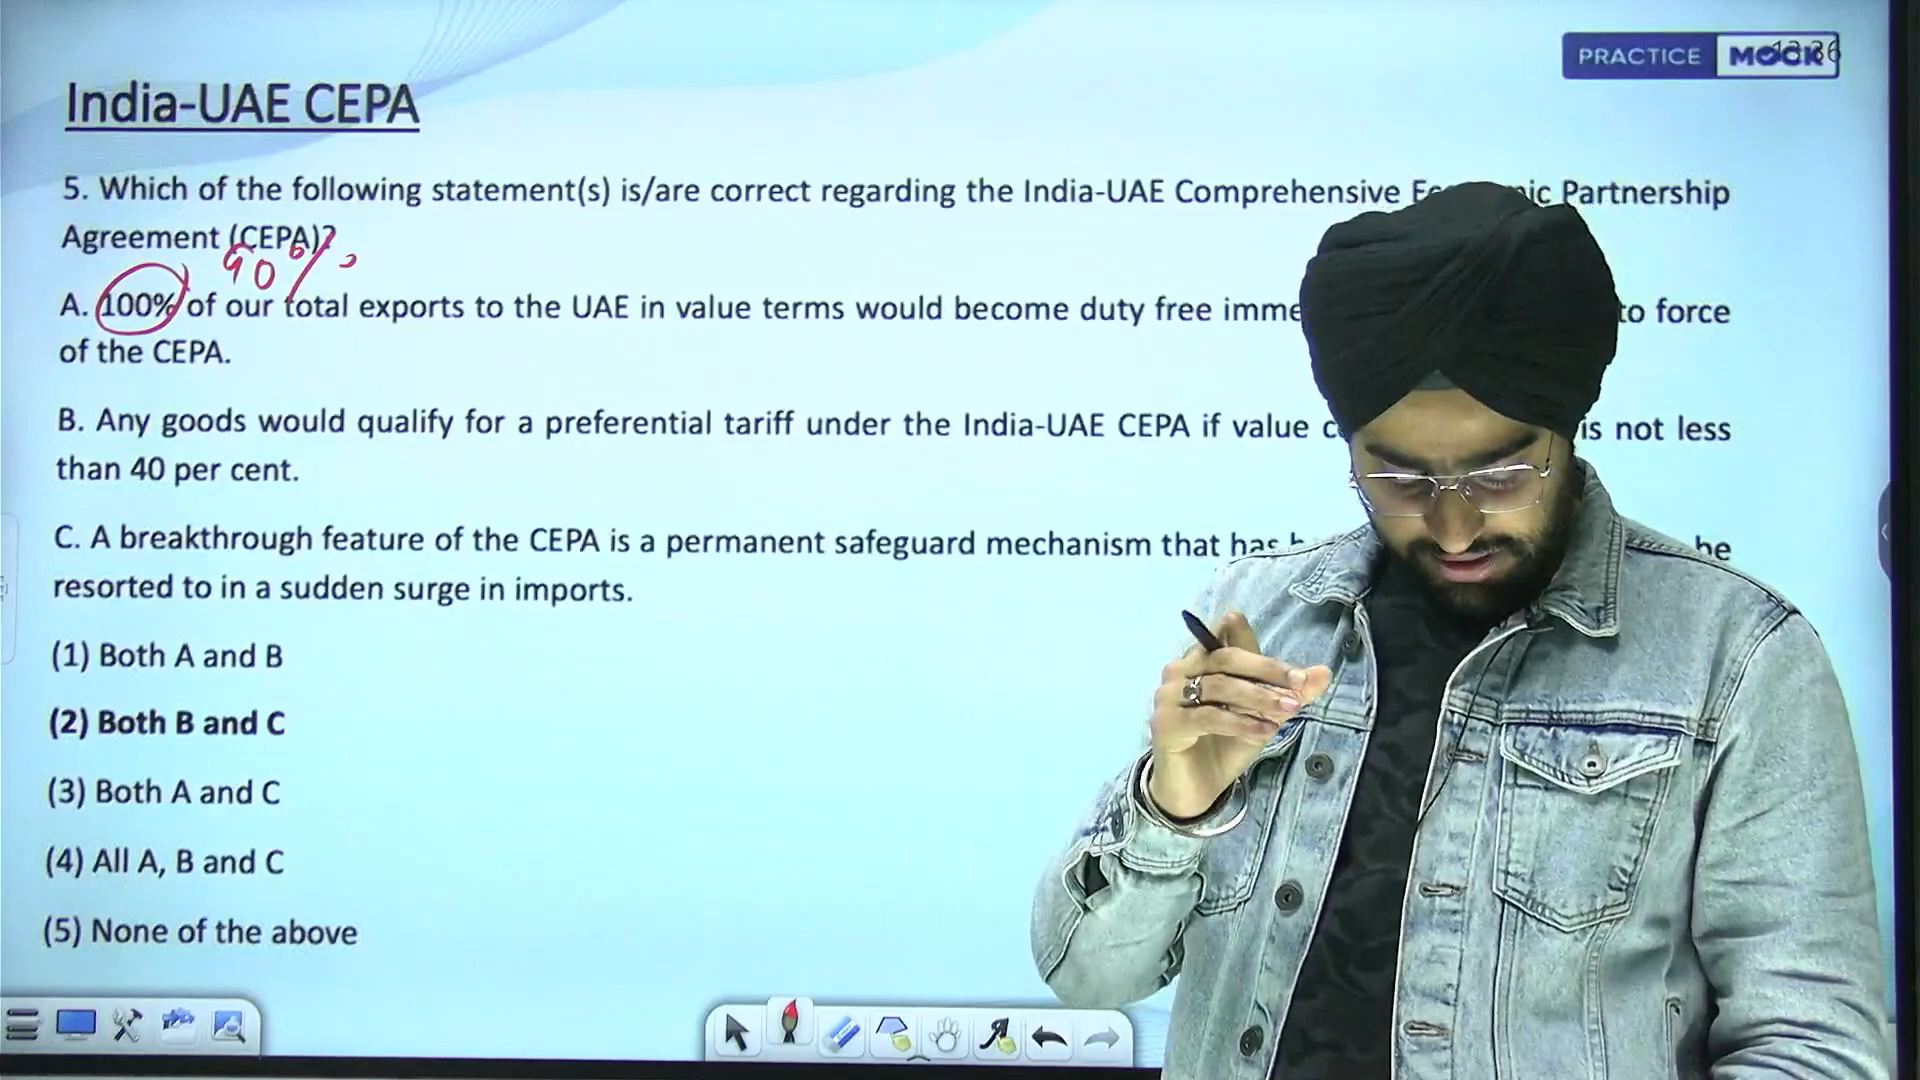 PRACTICE MOCK
India-UAE CEPA
5. Which of the following statement(s) is/are correct regarding the India-UAE Comprehensive Partnership
Agreement (CEPA)?
90%
A. 100% of our total exports to the UAE in value terms would become duty free to force
of the CEPA.
B. Any goods would qualify for a preferential tariff under the India-UAE CEPA if value is not less
than 40 per cent.
C. A breakthrough feature of the CEPA is a permanent safeguard mechanism that has be
resorted to in a sudden surge in imports.
(1) Both A and B
(2) Both B and C
(3) Both A and C
(4) All A, B and C
(5) None of the above